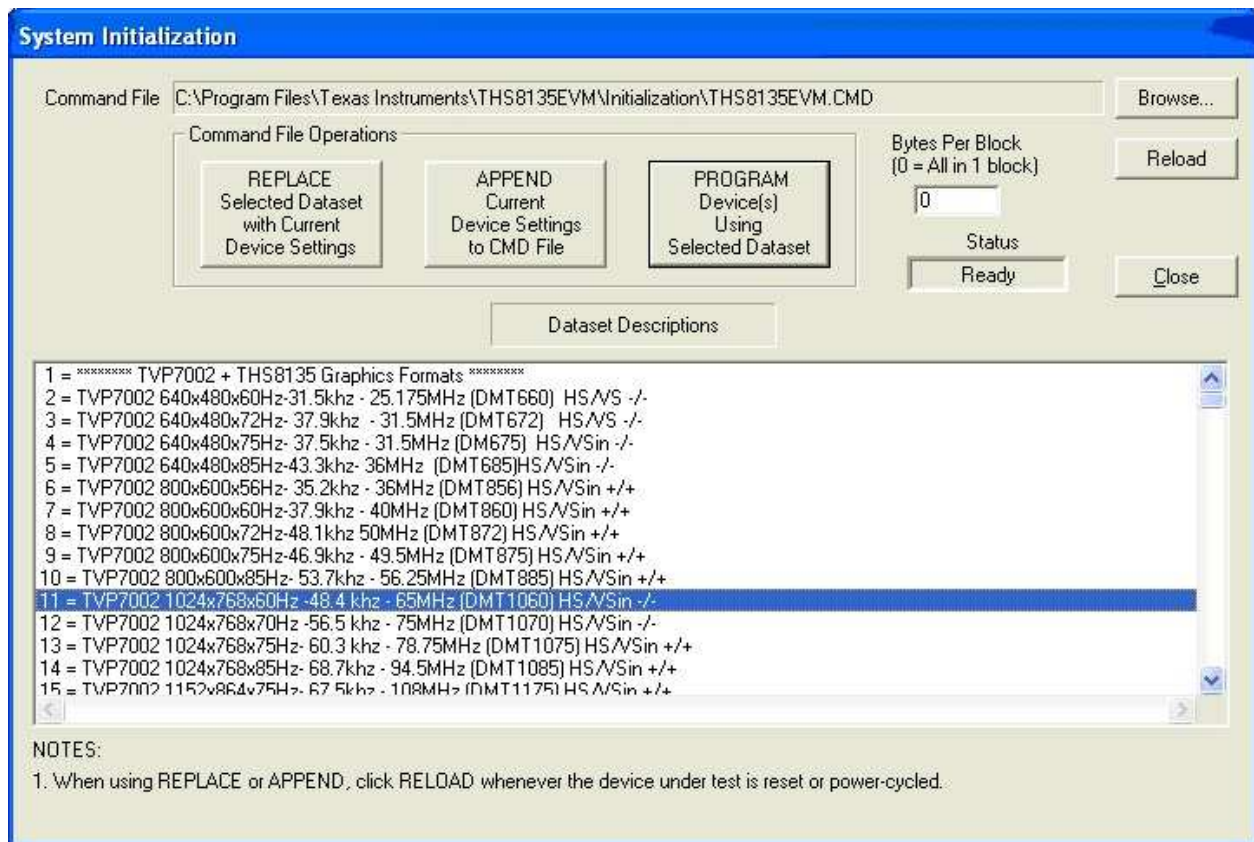 System Initialization
Command File C:\Program Files\Texas Instruments\THS8135EVM\Initialization\THS8135EVM.CMD Browse...
Command File Operations
REPLACE
Selected Dataset
with Current
Device Settings
APPEND
Current
Device Settings
to CMD File
PROGRAM
Device(s)
Using
Selected Dataset
Bytes Per Block
(0 = All in 1 block)
0
Reload
Status
Ready
Close
Dataset Descriptions
1 = ******** TVP7002 + THS8135 Graphics Formats ********
2 = TVP7002 640x480x60Hz-31.5khz - 25.175MHz (DMT660)  HS/VS -/-
3 = TVP7002 640x480x72Hz- 37.9khz  - 31.5MHz (DMT672)   HS/VS -/-
4 = TVP7002 640x480x75Hz- 37.5khz - 31.5MHz (DM675)  HS/VSin -/-
5 = TVP7002 640x480x85Hz-43.3khz- 36MHz  (DMT685)HS/VSin -/-
6 = TVP7002 800x600x56Hz- 35.2khz - 36MHz (DMT856) HS/VSin +/+
7 = TVP7002 800x600x60Hz-37.9khz - 40MHz (DMT860) HS/VSin +/+
8 = TVP7002 800x600x72Hz-48.1khz 50MHz (DMT872) HS/VSin +/+
9 = TVP7002 800x600x75Hz-46.9khz - 49.5MHz (DMT875) HS/VSin +/+
10 = TVP7002 800x600x85Hz- 53.7khz - 56.25MHz (DMT885) HS/VSin +/+
11 = TVP7002 1024x768x60Hz -48.4 khz - 65MHz (DMT1060) HS/VSin -/-
12 = TVP7002 1024x768x70Hz -56.5 khz - 75MHz (DMT1070) HS/VSin -/-
13 = TVP7002 1024x768x75Hz- 60.3 khz - 78.75MHz (DMT1075) HS/VSin +/+
14 = TVP7002 1024x768x85Hz- 68.7khz - 94.5MHz (DMT1085) HS/VSin +/+
15 = TVP7002 1152x864x75Hz- 67.5khz - 108MHz (DMT1175) HS/VSin +/+
NOTES:
1. When using REPLACE or APPEND, click RELOAD whenever the device under test is reset or power-cycled.